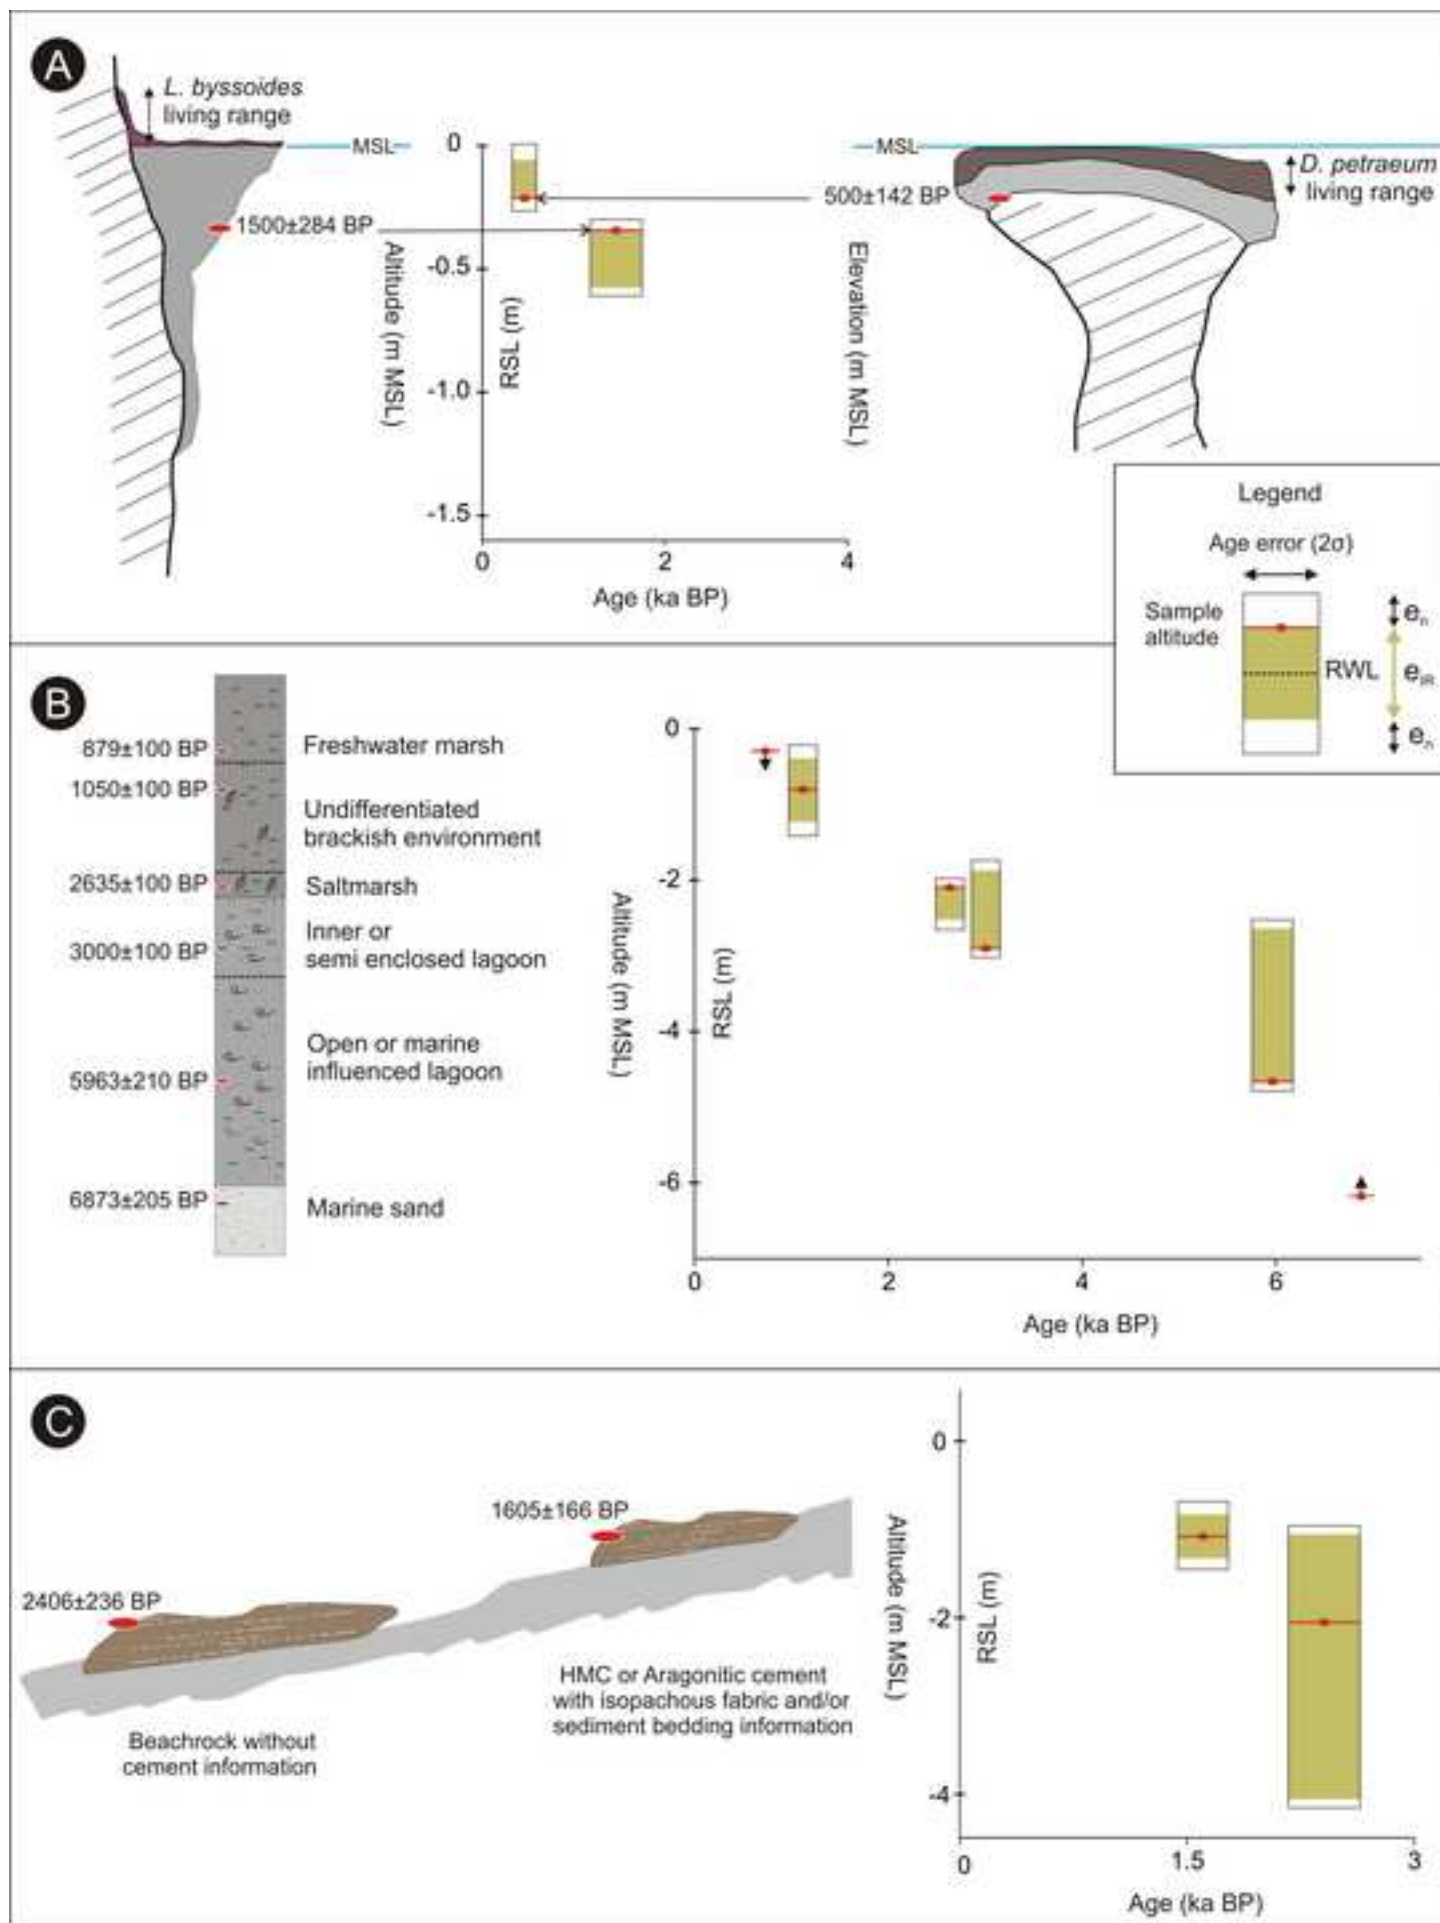 A
L. byssoides
living range
MSL
1500±284 BP
0
-0.5
-1.0
-1.5
Altitude (m MSL)
RSL (m)
0
2
4
Age (ka BP)
MSL
500±142 BP
D. petraeum
living range
Elevation (m MSL)
Legend
Age error (2σ)
Sample
altitude
RWL
en
eIR
en
B
879±100 BP
Freshwater marsh
1050±100 BP
Undifferentiated
brackish environment
2635±100 BP
Saltmarsh
3000±100 BP
Inner or
semi enclosed lagoon
5963±210 BP
Open or marine
influenced lagoon
6873±205 BP
Marine sand
0
-2
-4
-6
Altitude (m MSL)
RSL (m)
0
2
4
6
Age (ka BP)
C
2406±236 BP
1605±166 BP
Beachrock without
cement information
HMC or Aragonitic cement
with isopachous fabric and/or
sediment bedding information
0
-2
-4
Altitude (m MSL)
RSL (m)
0
1.5
3
Age (ka BP)